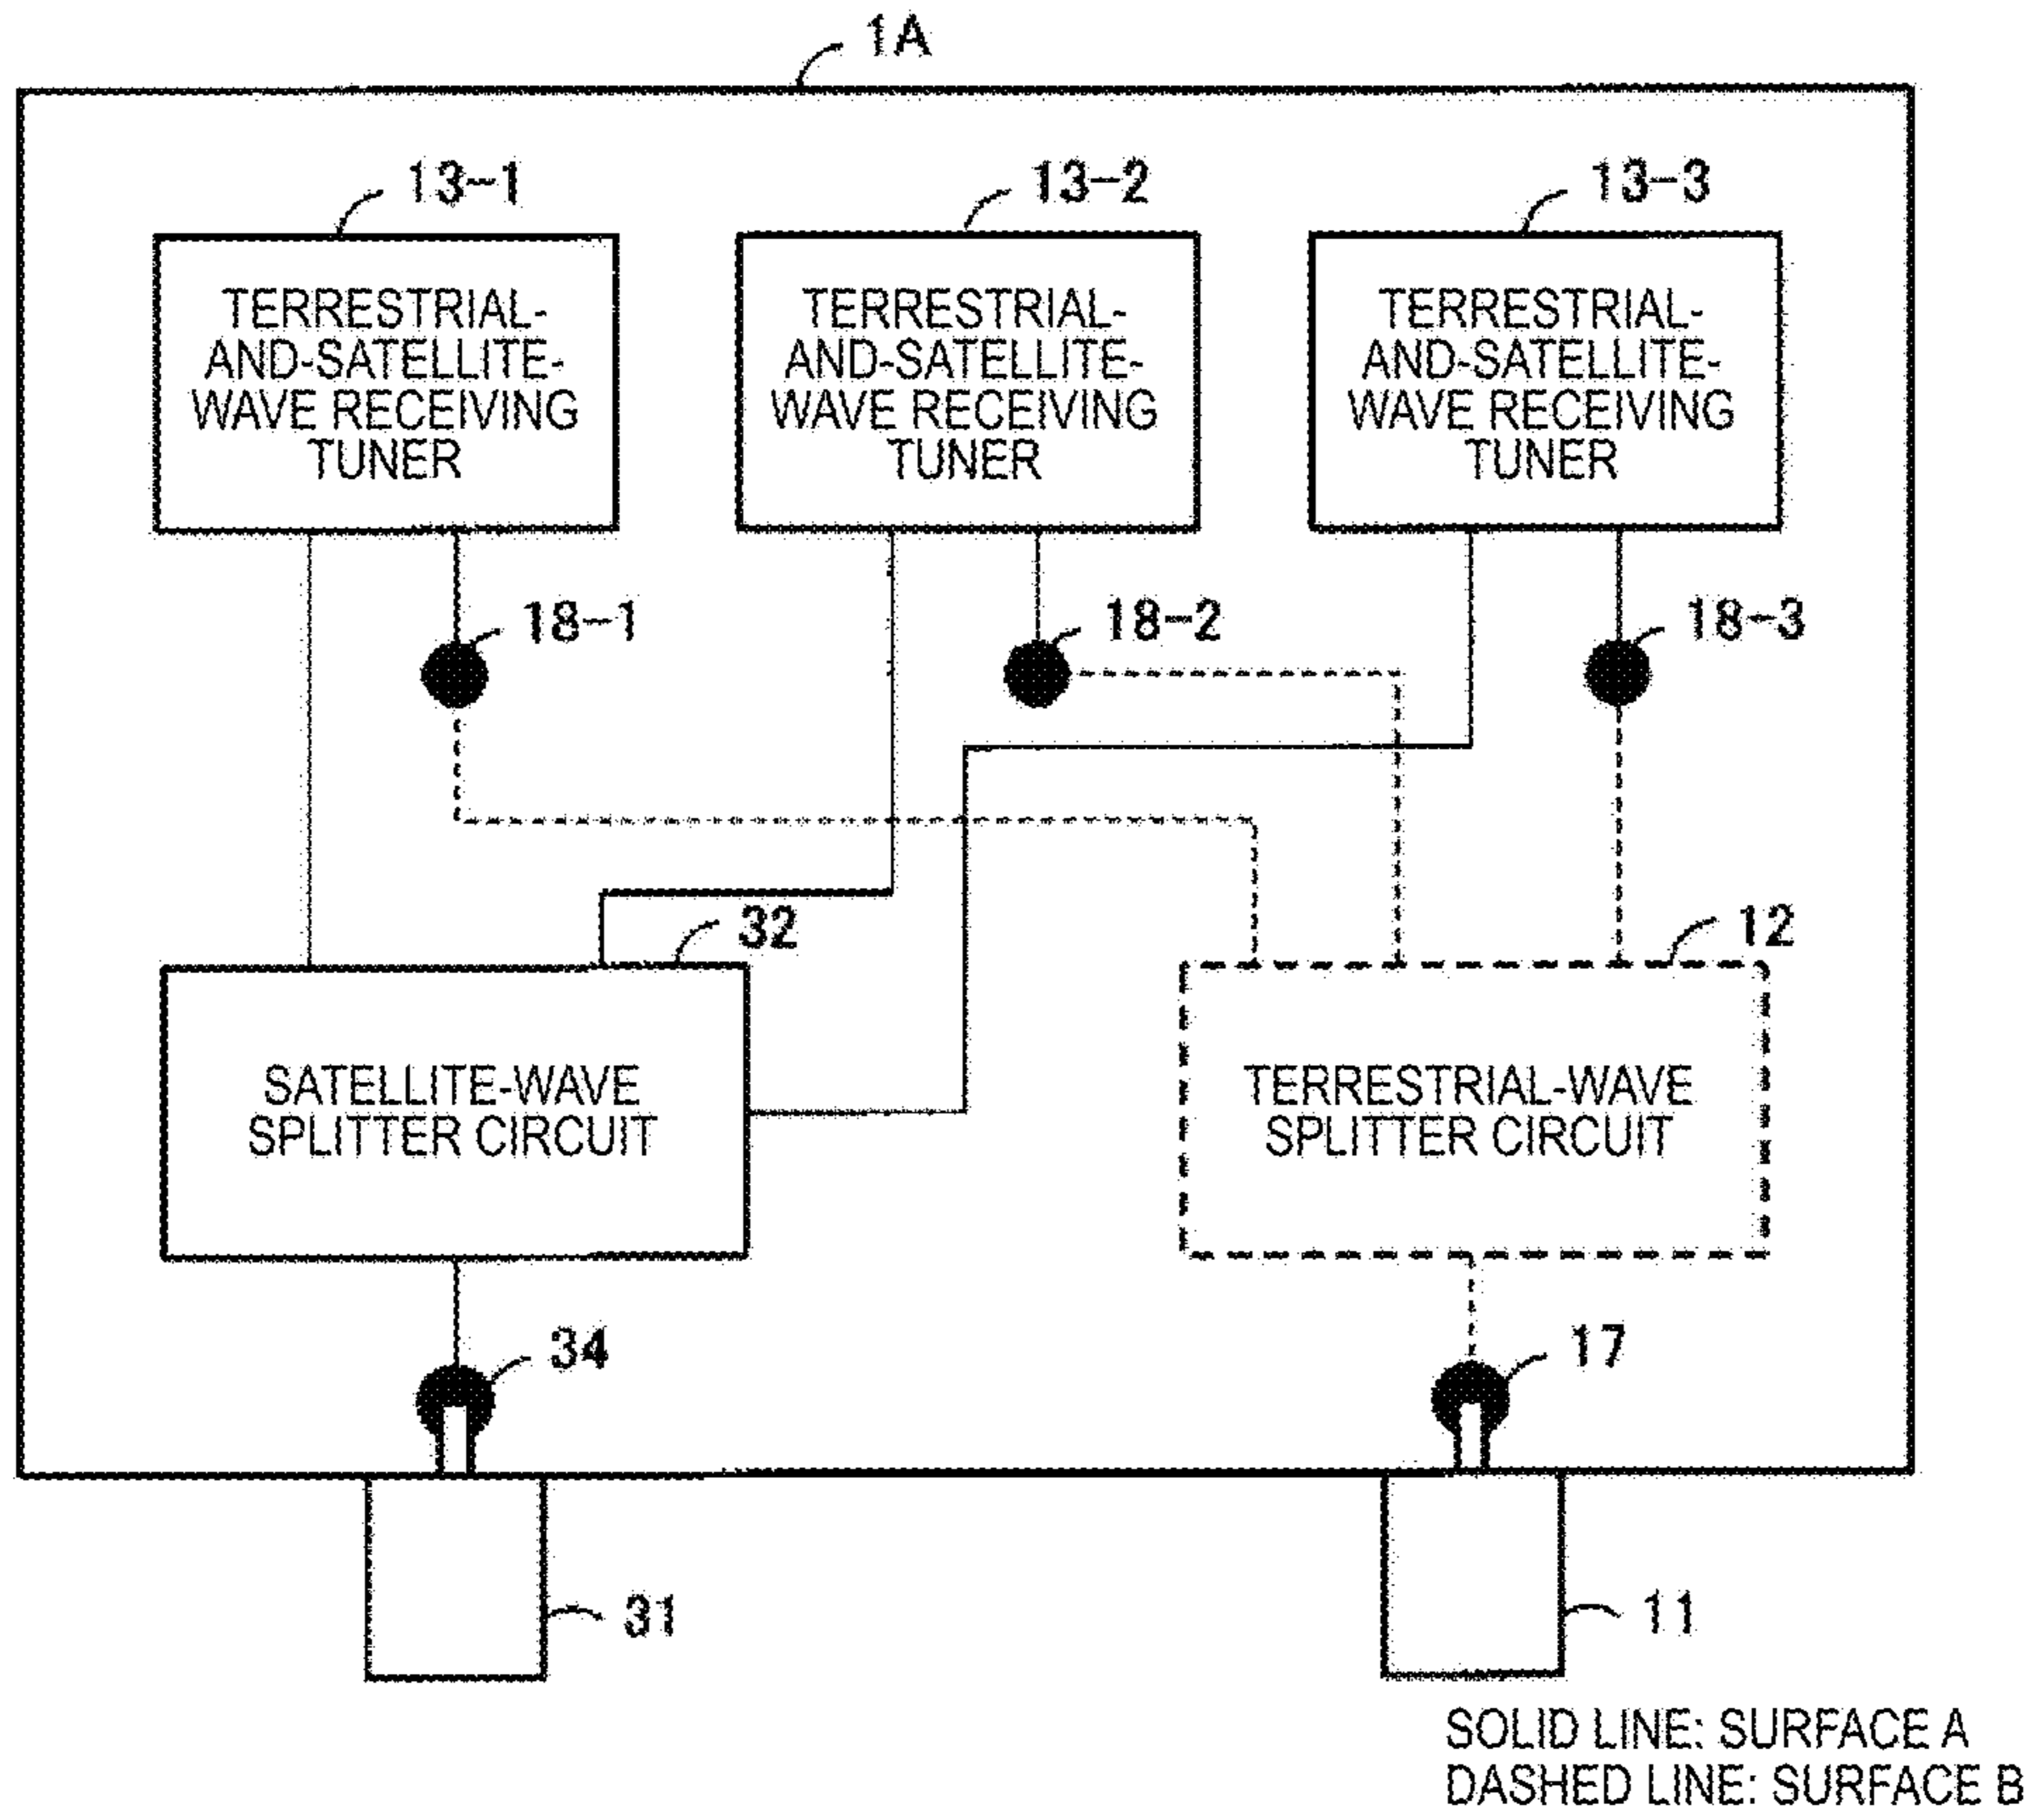 1A
13-1
13-2
13-3
TERRESTRIAL-
AND-SATELLITE-
WAVE RECEIVING
TUNER
TERRESTRIAL-
AND-SATELLITE-
WAVE RECEIVING
TUNER
TERRESTRIAL-
AND-SATELLITE-
WAVE RECEIVING
TUNER
18-1
18-2
18-3
32
12
SATELLITE-WAVE
SPLITTER CIRCUIT
TERRESTRIAL-WAVE
SPLITTER CIRCUIT
34
17
31
11
SOLID LINE: SURFACE A
DASHED LINE: SURFACE B